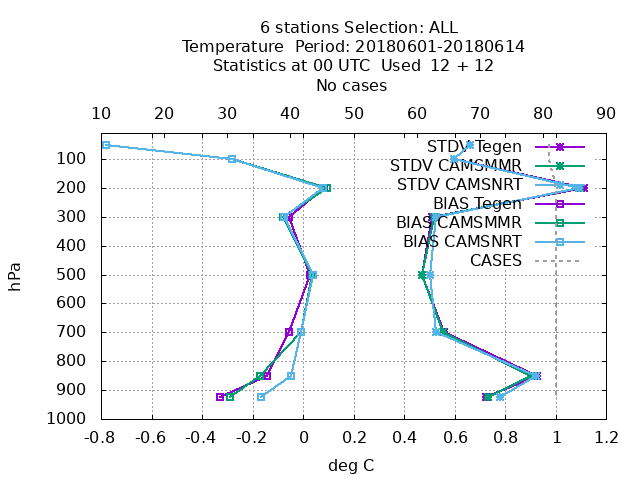 6 stations Selection: ALL
Temperature  Period: 20180601-20180614
Statistics at 00 UTC  Used  12 + 12
No cases
10 20 30 40 50 60 70 80 90
STDV Tegen
STDV CAMSMMR
STDV CAMSNRT
BIAS Tegen
BIAS CAMSMMR
BIAS CAMSNRT
CASES
100
200
300
400
500
600
700
800
900
1000
hPa
-0.8 -0.6 -0.4 -0.2 0 0.2 0.4 0.6 0.8 1 1.2
deg C